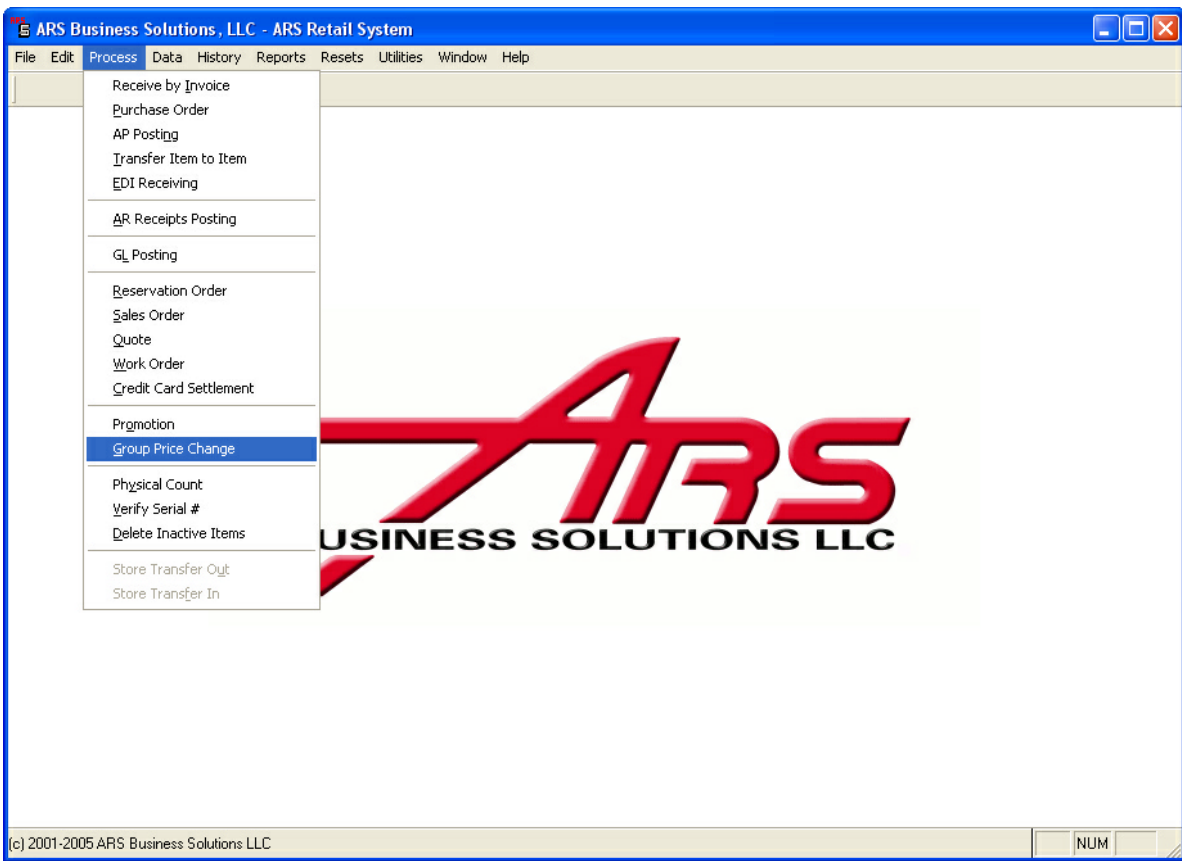 ARS Business Solutions, LLC - ARS Retail System
File Edit Process Data History Reports Resets Utilities Window Help
Receive by Invoice
Purchase Order
AP Posting
Transfer Item to Item
EDI Receiving
AR Receipts Posting
GL Posting
Reservation Order
Sales Order
Quote
Work Order
Credit Card Settlement
Promotion
Group Price Change
Physical Count
Verify Serial #
Delete Inactive Items
Store Transfer Out
Store Transfer In
ARS
USINESS SOLUTIONS LLC
(c) 2001-2005 ARS Business Solutions LLC
NUM